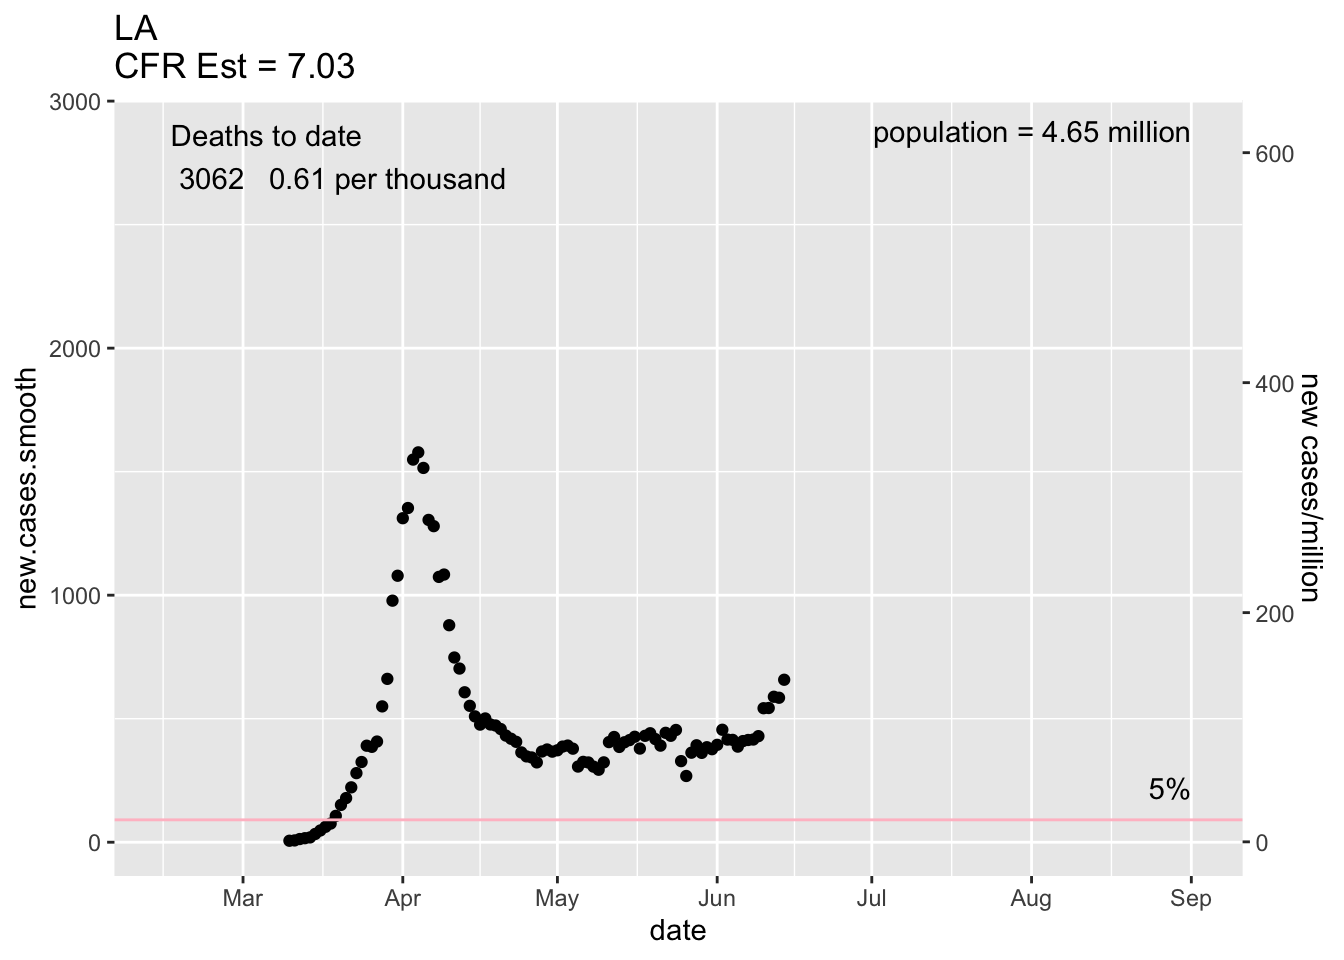 LA
CFR Est = 7.03
Deaths to date
3062 0.61 per thousand
population = 4.65 million
3000
2000
1000
0
new.cases.smooth
600
400
200
0
new cases/million
5%
Mar Apr May Jun Jul Aug Sep
date